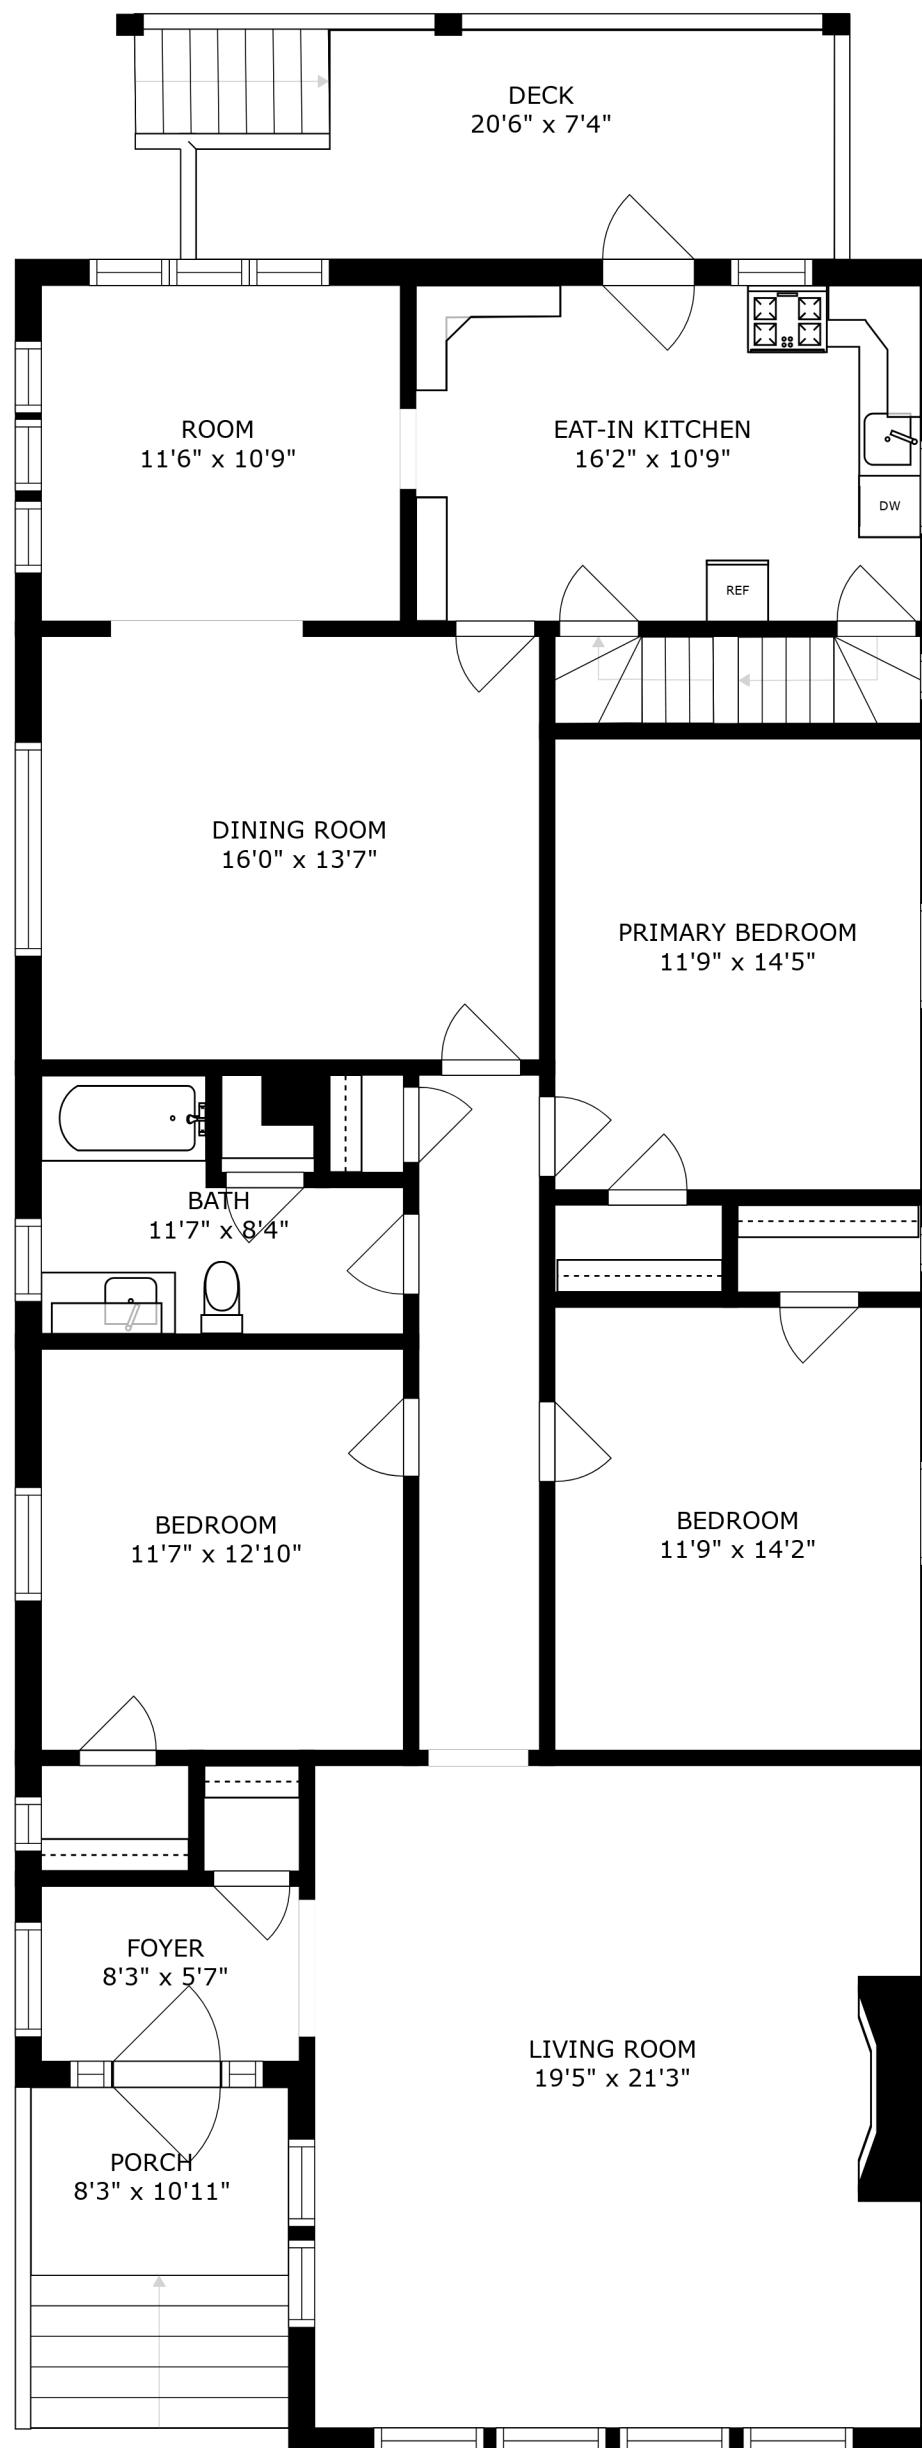 DECK
20'6" x 7'4"
ROOM
11'6" x 10'9"
EAT-IN KITCHEN
16'2" x 10'9"
DW
REF
DINING ROOM
16'0" x 13'7"
PRIMARY BEDROOM
11'9" x 14'5"
BATH
11'7" x 8'4"
BEDROOM
11'7" x 12'10"
BEDROOM
11'9" x 14'2"
FOYER
8'3" x 5'7"
LIVING ROOM
19'5" x 21'3"
PORCH
8'3" x 10'11"